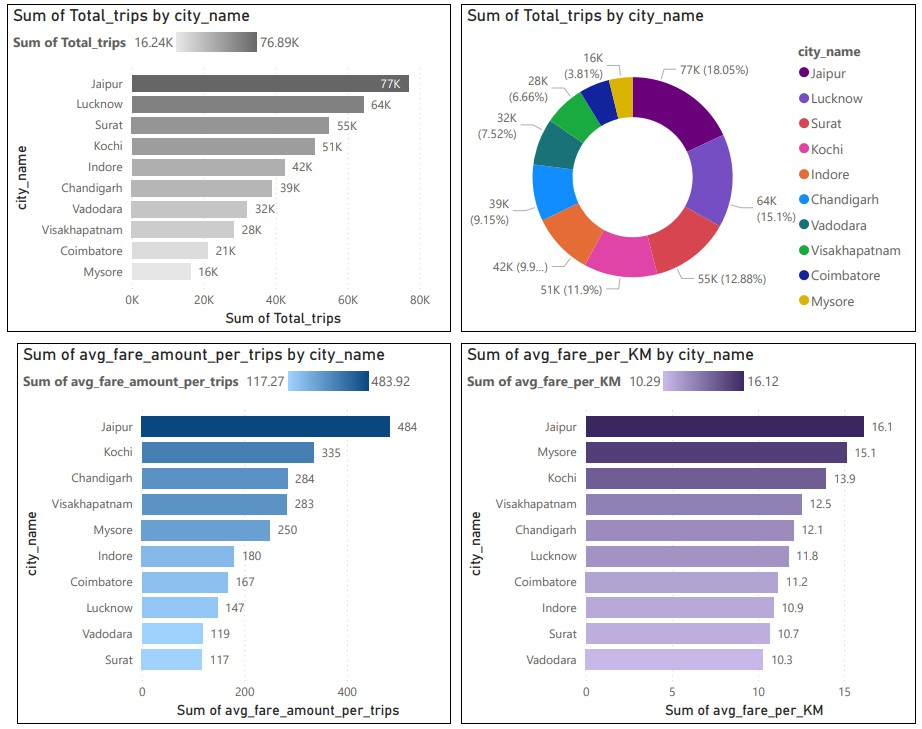 Sum of Total_trips by city_name
Sum of Total_trips 16.24K 76.89K
city_name
Jaipur 77K
Lucknow 64K
Surat 55K
Kochi 51K
Indore 42K
Chandigarh 39K
Vadodara 32K
Visakhapatnam 28K
Coimbatore 21K
Mysore 16K
0K 20K 40K 60K 80K
Sum of Total_trips
Sum of Total_trips by city_name
77K (18.05%)
64K
(15.1%)
55K (12.88%)
51K (11.9%)
42K (9.9...)
39K
(9.15%)
32K
(7.52%)
28K
(6.66%)
16K
(3.81%)
city_name
Jaipur
Lucknow
Surat
Kochi
Indore
Chandigarh
Vadodara
Visakhapatnam
Coimbatore
Mysore
Sum of avg_fare_amount_per_trips by city_name
Sum of avg_fare_amount_per_trips 117.27 483.92
city_name
Jaipur 484
Kochi 335
Chandigarh 284
Visakhapatnam 283
Mysore 250
Indore 180
Coimbatore 167
Lucknow 147
Vadodara 119
Surat 117
0 200 400
Sum of avg_fare_amount_per_trips
Sum of avg_fare_per_KM by city_name
Sum of avg_fare_per_KM 10.29 16.12
city_name
Jaipur 16.1
Mysore 15.1
Kochi 13.9
Visakhapatnam 12.5
Chandigarh 12.1
Lucknow 11.8
Coimbatore 11.2
Indore 10.9
Surat 10.7
Vadodara 10.3
0 5 10 15
Sum of avg_fare_per_KM